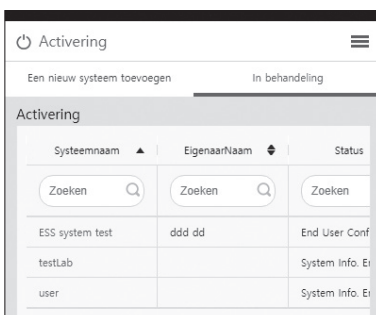 Activering
Een nieuw systeem toevoegen In behandeling
Activering
Systeemnaam EigenaarNaam Status
Zoeken Zoeken Zoeken
ESS system test ddd dd End User Conf
testLab System Info.
user System Info.